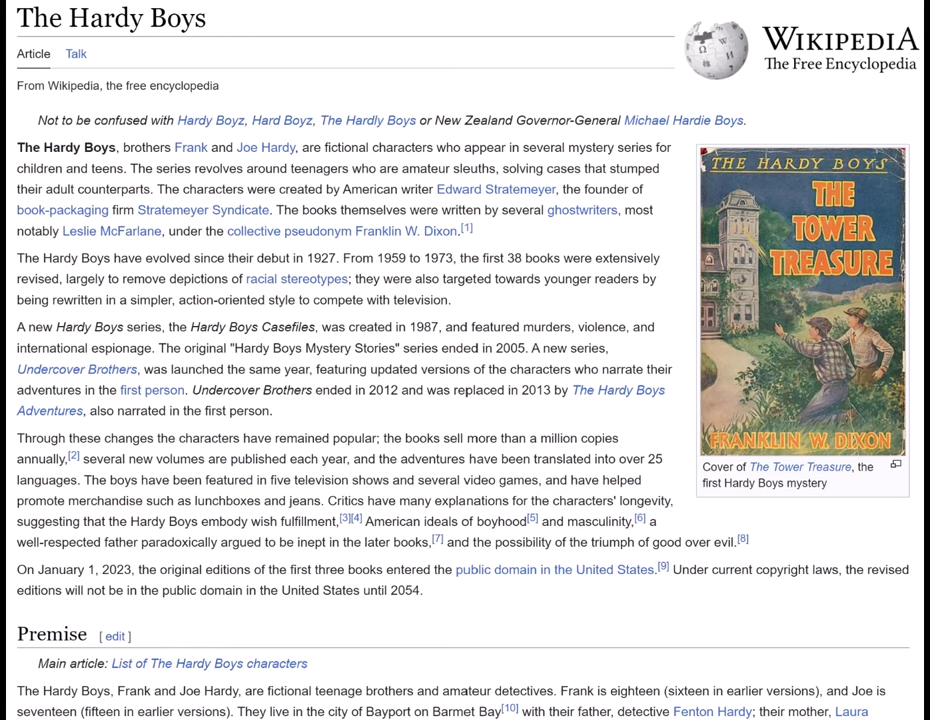 The Hardy Boys
WIKIPEDIA
The Free Encyclopedia
Article Talk
From Wikipedia, the free encyclopedia
Not to be confused with Hardy Boyz, Hard Boyz, The Hardly Boys or New Zealand Governor-General Michael Hardie Boys.
The Hardy Boys, brothers Frank and Joe Hardy, are fictional characters who appear in several mystery series for
children and teens. The series revolves around teenagers who are amateur sleuths, solving cases that stumped
their adult counterparts. The characters were created by American writer Edward Stratemeyer, the founder of
book-packaging firm Stratemeyer Syndicate. The books themselves were written by several ghostwriters, most
notably Leslie McFarlane, under the collective pseudonym Franklin W. Dixon.[1]
The Hardy Boys have evolved since their debut in 1927. From 1959 to 1973, the first 38 books were extensively
revised, largely to remove depictions of racial stereotypes; they were also targeted towards younger readers by
being rewritten in a simpler, action-oriented style to compete with television.
A new Hardy Boys series, the Hardy Boys Casefiles, was created in 1987, and featured murders, violence, and
international espionage. The original "Hardy Boys Mystery Stories" series ended in 2005. A new series,
Undercover Brothers, was launched the same year, featuring updated versions of the characters who narrate their
adventures in the first person. Undercover Brothers ended in 2012 and was replaced in 2013 by The Hardy Boys
Adventures, also narrated in the first person.
Through these changes the characters have remained popular; the books sell more than a million copies
annually,[2] several new volumes are published each year, and the adventures have been translated into over 25
languages. The boys have been featured in five television shows and several video games, and have helped
promote merchandise such as lunchboxes and jeans. Critics have many explanations for the characters' longevity,
suggesting that the Hardy Boys embody wish fulfillment,[3][4] American ideals of boyhood[5] and masculinity,[6] a
well-respected father paradoxically argued to be inept in the later books,[7] and the possibility of the triumph of good over evil.[8]
THE HARDY BOYS
THE
TOWER
TREASURE
FRANKLIN W. DIXON
Cover of The Tower Treasure, the
first Hardy Boys mystery
On January 1, 2023, the original editions of the first three books entered the public domain in the United States.[9] Under current copyright laws, the revised
editions will not be in the public domain in the United States until 2054.
Premise [ edit ]
Main article: List of The Hardy Boys characters
The Hardy Boys, Frank and Joe Hardy, are fictional teenage brothers and amateur detectives. Frank is eighteen (sixteen in earlier versions), and Joe is
seventeen (fifteen in earlier versions). They live in the city of Bayport on Barmet Bay[10] with their father, detective Fenton Hardy; their mother, Laura